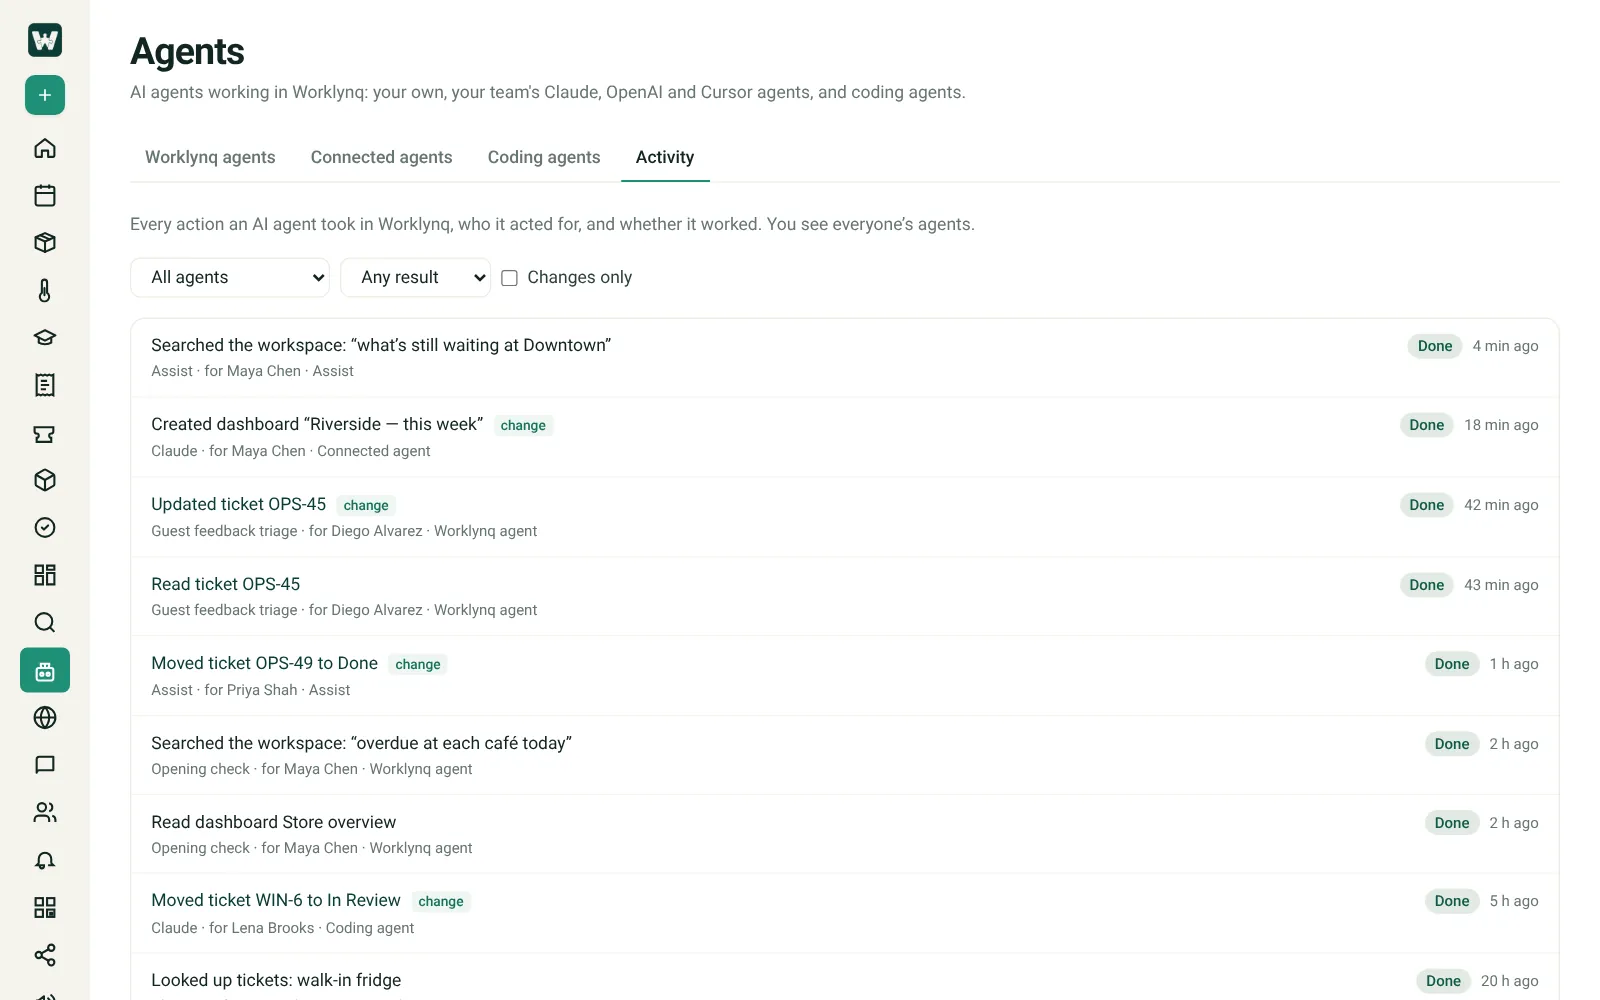 W
+
Agents
AI agents working in Worklynq: your own, your team's Claude, OpenAI and Cursor agents, and coding agents.
Worklynq agents Connected agents Coding agents Activity
Every action an AI agent took in Worklynq, who it acted for, and whether it worked. You see everyone’s agents.
All agents Any result Changes only
Searched the workspace: “what’s still waiting at Downtown” Done 4 min ago
Assist · for Maya Chen · Assist
Created dashboard “Riverside — this week” change Done 18 min ago
Claude · for Maya Chen · Connected agent
Updated ticket OPS-45 change Done 42 min ago
Guest feedback triage · for Diego Alvarez · Worklynq agent
Read ticket OPS-45 Done 43 min ago
Guest feedback triage · for Diego Alvarez · Worklynq agent
Moved ticket OPS-49 to Done change Done 1 h ago
Assist · for Priya Shah · Assist
Searched the workspace: “overdue at each café today” Done 2 h ago
Opening check · for Maya Chen · Worklynq agent
Read dashboard Store overview Done 2 h ago
Opening check · for Maya Chen · Worklynq agent
Moved ticket WIN-6 to In Review change Done 5 h ago
Claude · for Lena Brooks · Coding agent
Looked up tickets: walk-in fridge Done 20 h ago